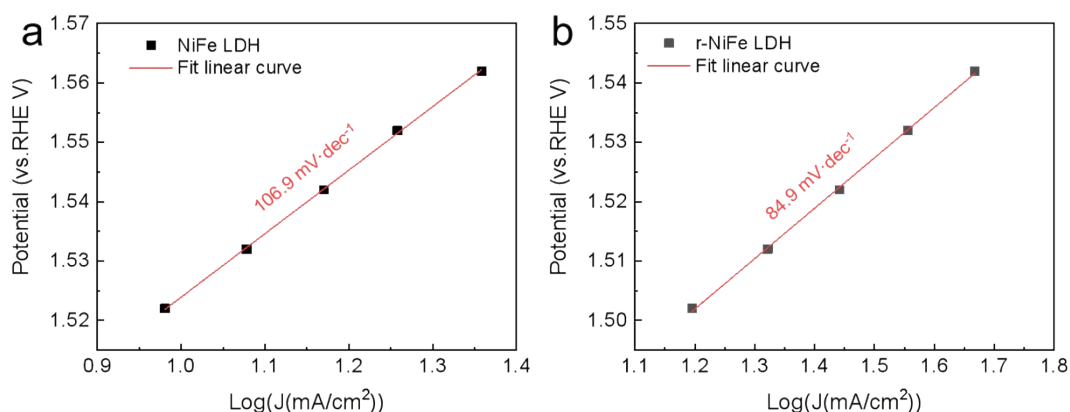 a
NiFe LDH
Fit linear curve
106.9 mV·dec⁻¹
Potential (vs.RHE V)
1.57
1.56
1.55
1.54
1.53
1.52
0.9 1.0 1.1 1.2 1.3 1.4
Log(J(mA/cm²))
b
r-NiFe LDH
Fit linear curve
84.9 mV·dec⁻¹
Potential (vs.RHE V)
1.55
1.54
1.53
1.52
1.51
1.50
1.1 1.2 1.3 1.4 1.5 1.6 1.7 1.8
Log(J(mA/cm²))